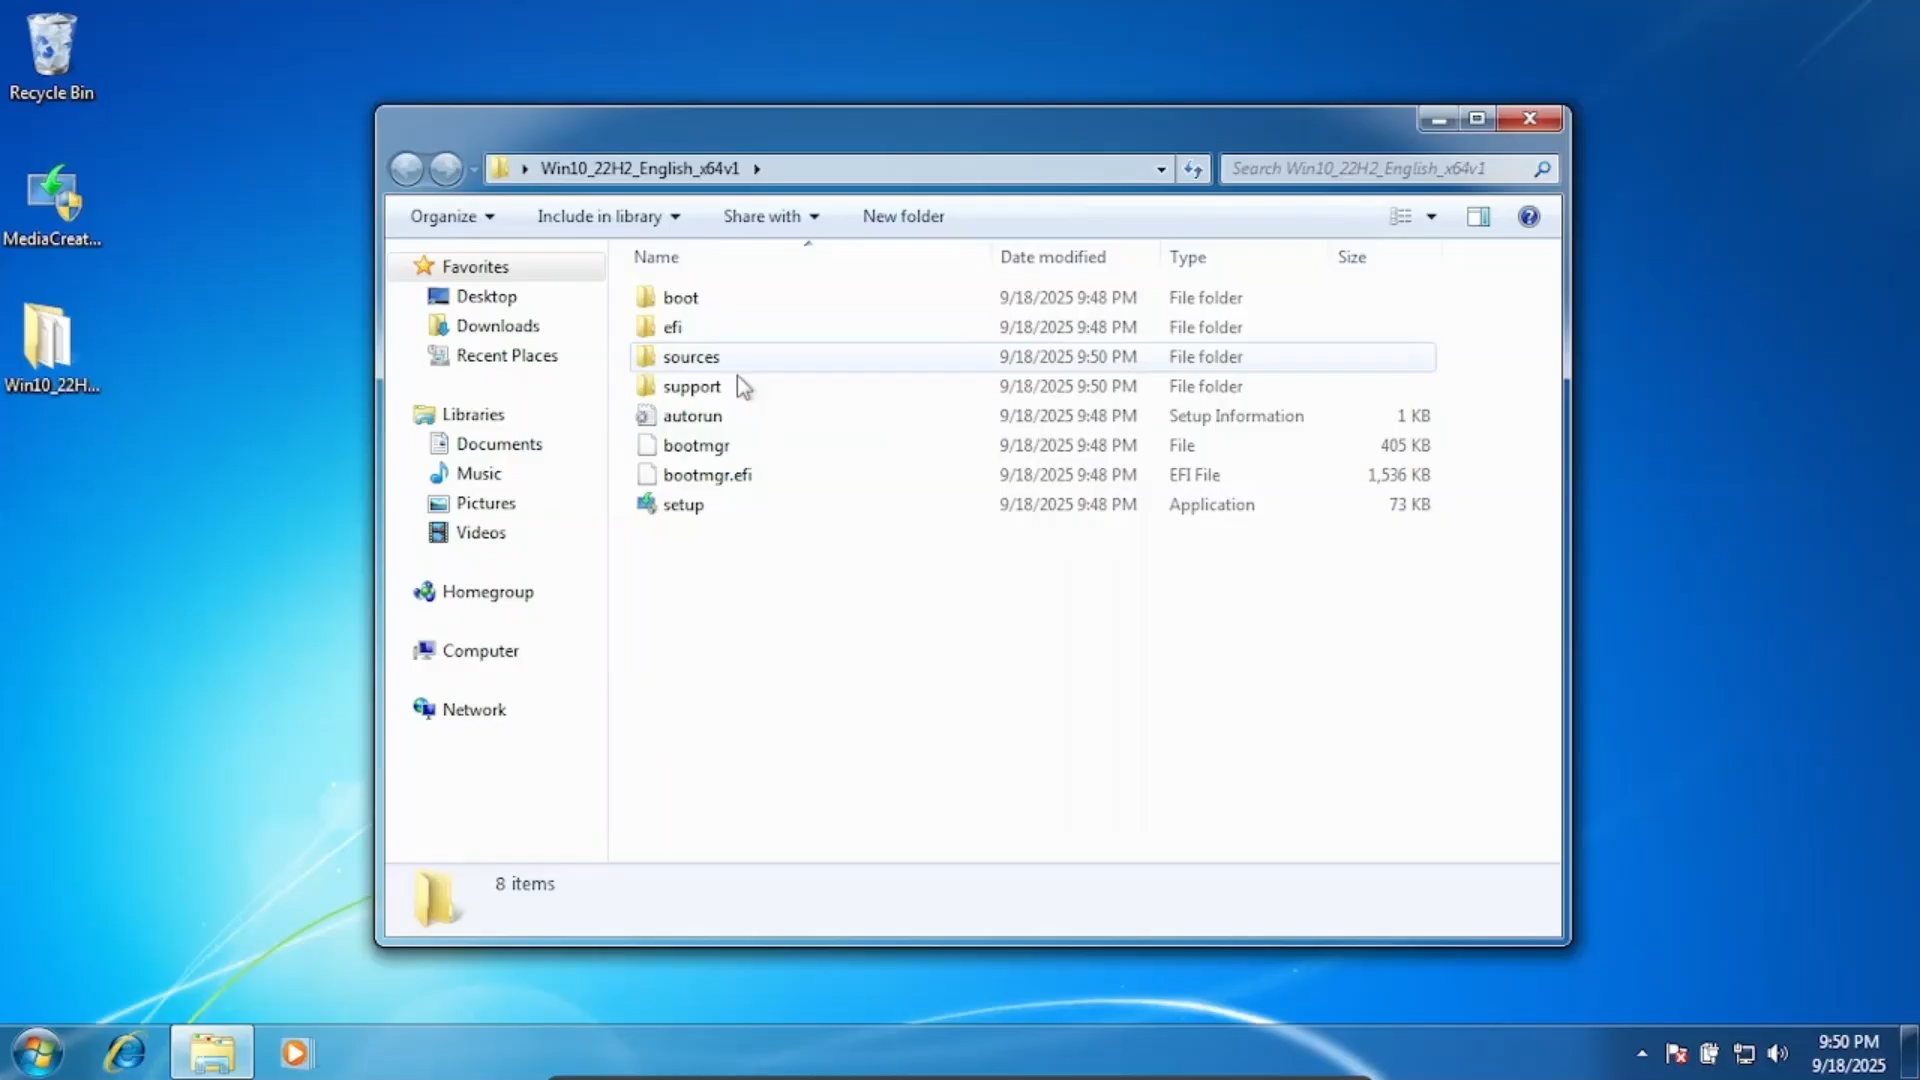 Recycle Bin
MediaCreat...
Win10_22H...
Win10_22H2_English_x64v1
Search Win10_22H2_English_x64v1
Organize
Include in library
Share with
New folder
Favorites
Desktop
Downloads
Recent Places
Libraries
Documents
Music
Pictures
Videos
Homegroup
Computer
Network
Name Date modified Type Size
boot 9/18/2025 9:48 PM File folder
efi 9/18/2025 9:48 PM File folder
sources 9/18/2025 9:50 PM File folder
support 9/18/2025 9:50 PM File folder
autorun 9/18/2025 9:48 PM Setup Information 1 KB
bootmgr 9/18/2025 9:48 PM File 405 KB
bootmgr.efi 9/18/2025 9:48 PM EFI File 1,536 KB
setup 9/18/2025 9:48 PM Application 73 KB
8 items
9:50 PM
9/18/2025